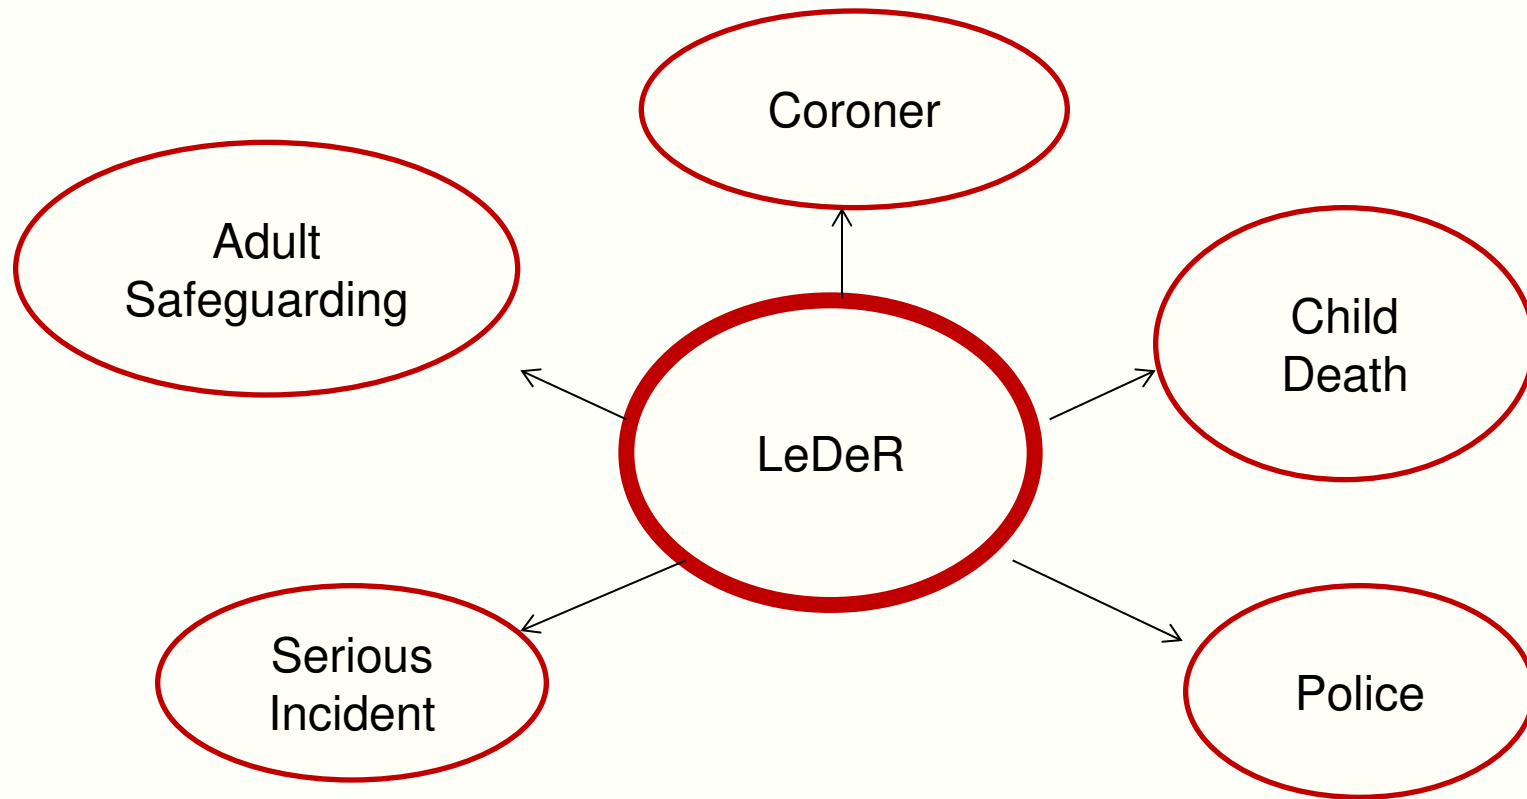 Coroner
Adult
Safeguarding
Child
Death
LeDeR
Serious
Incident
Police